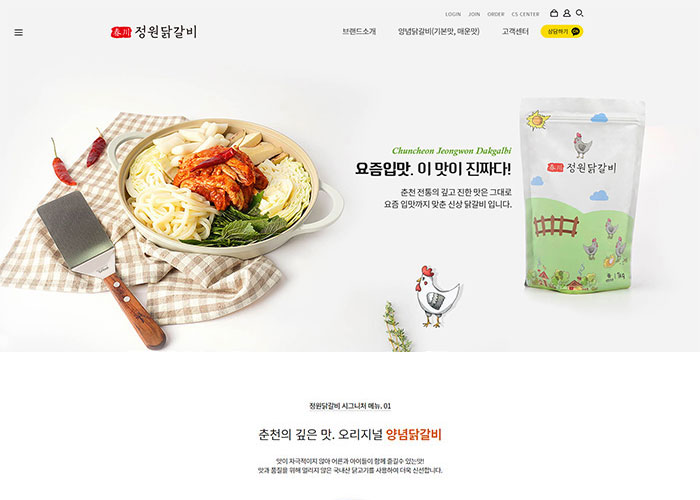 LOGIN JOIN ORDER CS CENTER
春川 정원닭갈비
브랜드소개 양념닭갈비(기본맛, 매운맛) 고객센터 상담하기
Chuncheon Jeongwon Dakgalbi
요즘입맛. 이 맛이 진짜다!
춘천 전통의 깊고 진한 맛은 그대로
요즘 입맛까지 맞춘 신상 닭갈비 입니다.
春川 정원닭갈비
1kg
정원닭갈비 시그니처 메뉴. 01
춘천의 깊은 맛. 오리지널 양념닭갈비
맛이 자극적이지 않아 어른과 아이들이 함께 즐길수 있는맛!
맛과 품질을 위해 얼리지 않은 국내산 닭고기를 사용하여 더욱 신선합니다.